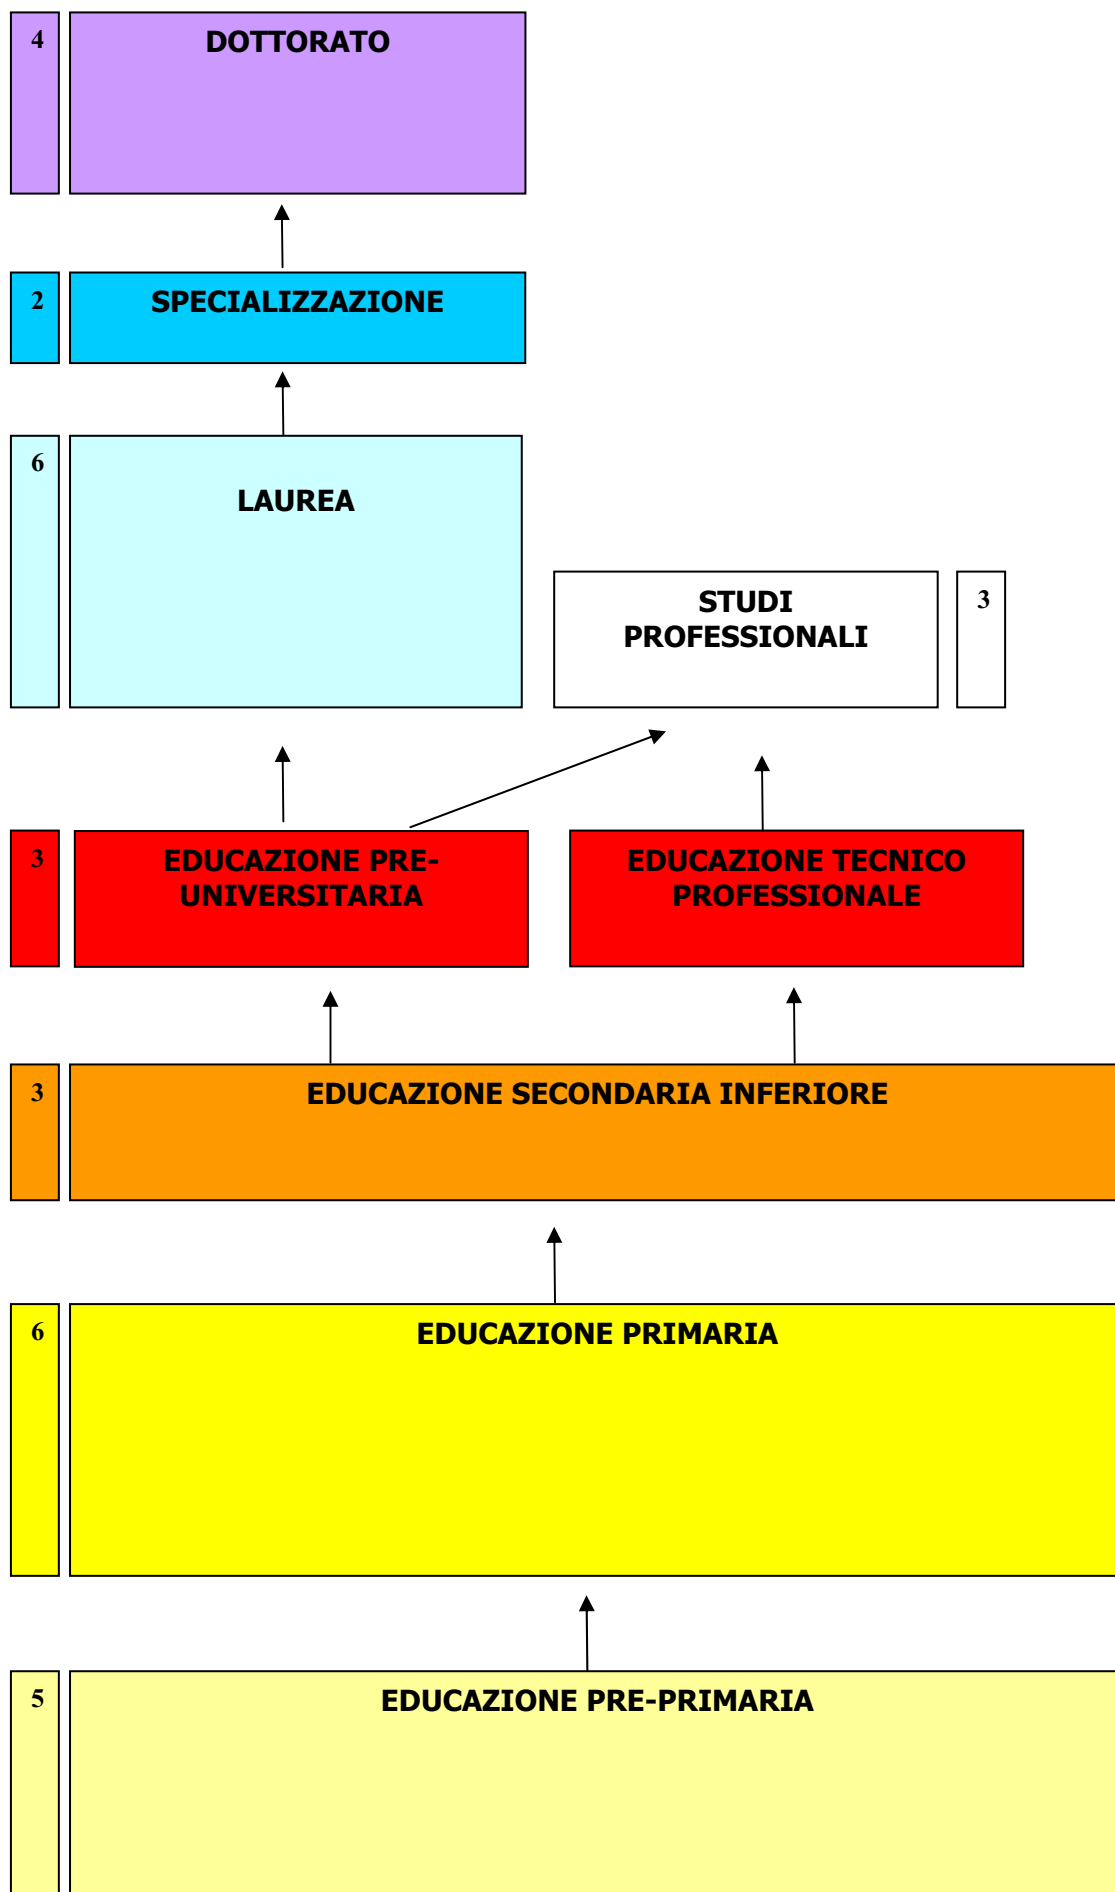 4
DOTTORATO
2
SPECIALIZZAZIONE
6
LAUREA
STUDI
PROFESSIONALI
3
3
EDUCAZIONE PRE-
UNIVERSITARIA
EDUCAZIONE TECNICO
PROFESSIONALE
3
EDUCAZIONE SECONDARIA INFERIORE
6
EDUCAZIONE PRIMARIA
5
EDUCAZIONE PRE-PRIMARIA